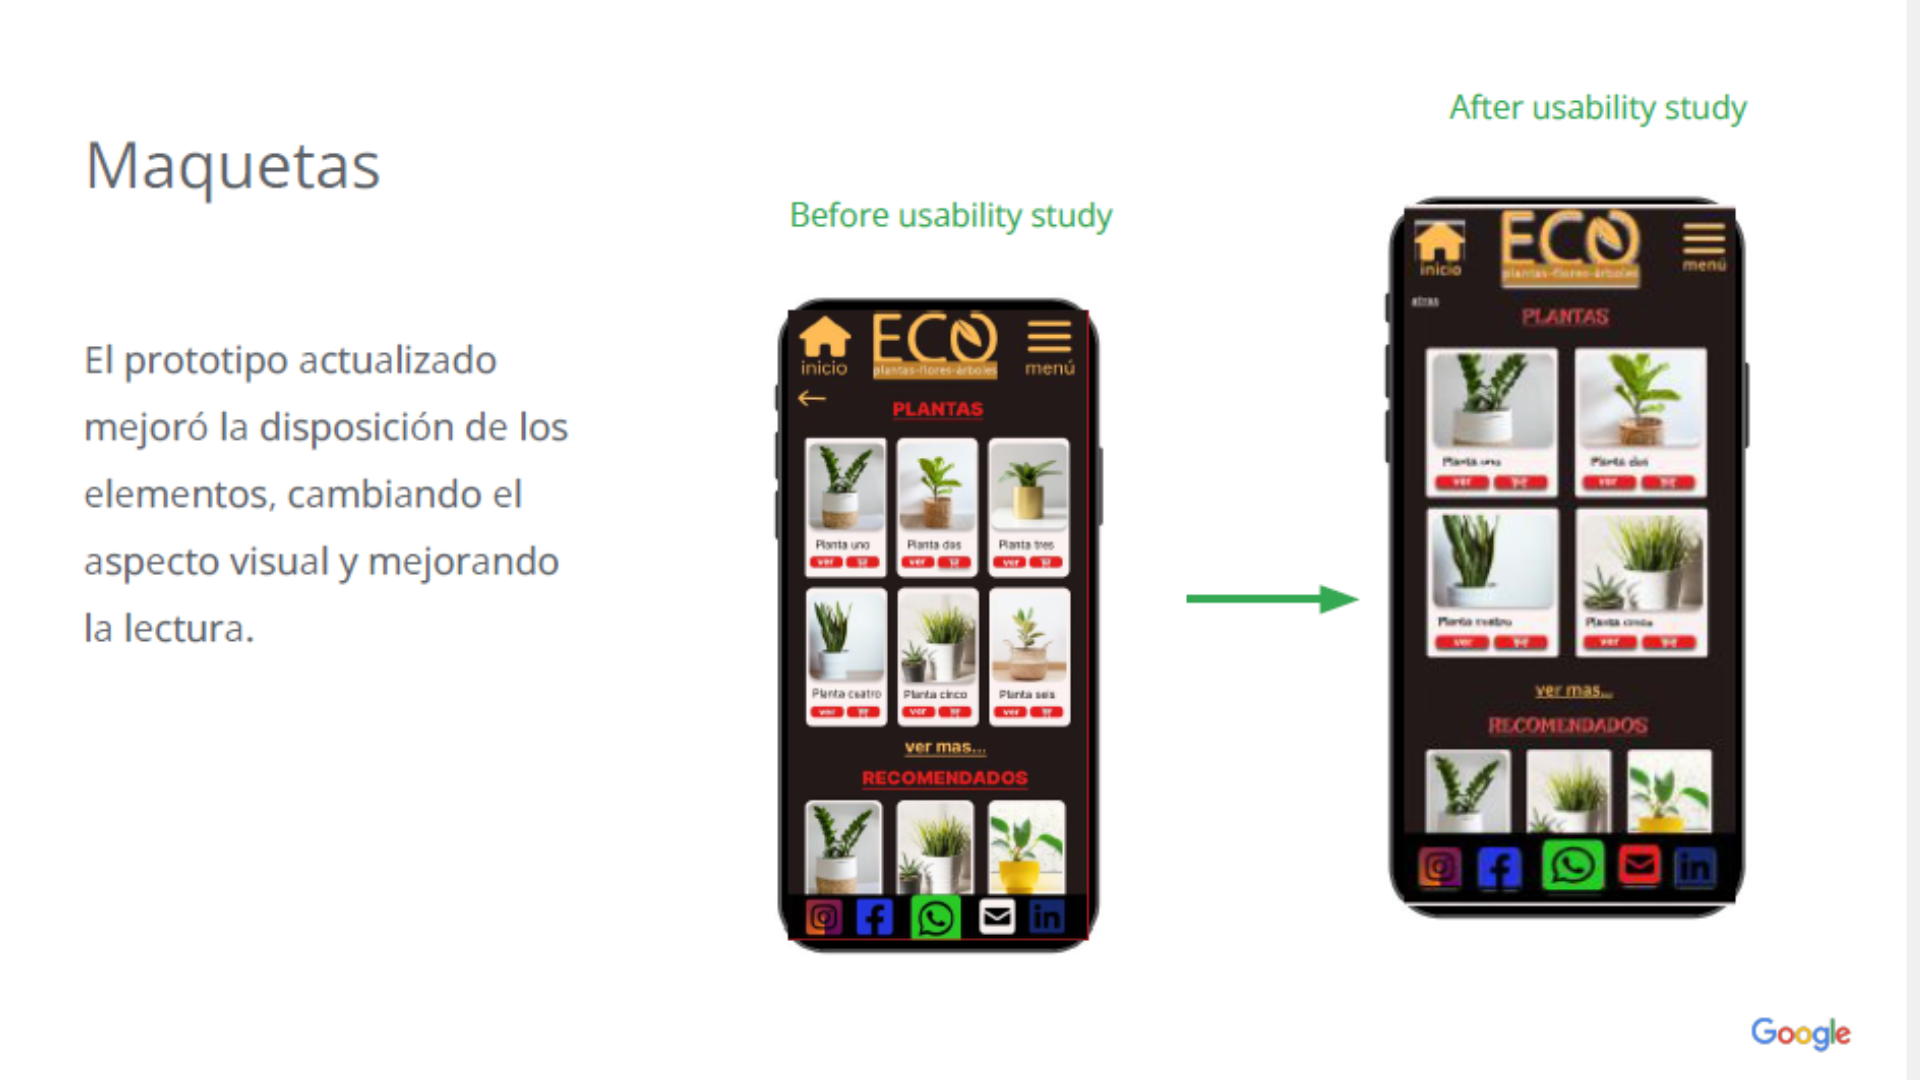 Maquetas
El prototipo actualizado
mejoró la disposición de los
elementos, cambiando el
aspecto visual y mejorando
la lectura.
Before usability study
inicio
ECO
plantas-flores-árboles
menú
PLANTAS
Planta uno
Planta dos
Planta tres
ver
ver
ver
Planta cuatro
Planta cinco
Planta seis
ver
ver
ver
ver mas...
RECOMENDADOS
After usability study
inicio
ECO
plantas-flores-árboles
menú
atras
PLANTAS
Planta uno
Planta dos
ver
ver
Planta cuatro
Planta cinco
ver
ver
ver mas...
RECOMENDADOS
Google